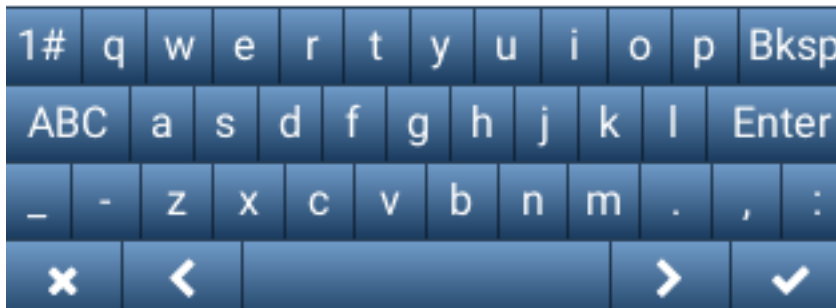 1# q w e r t y u i o p Bksp
ABC a s d f g h j k l Enter
_ - z x c v b n m . , :